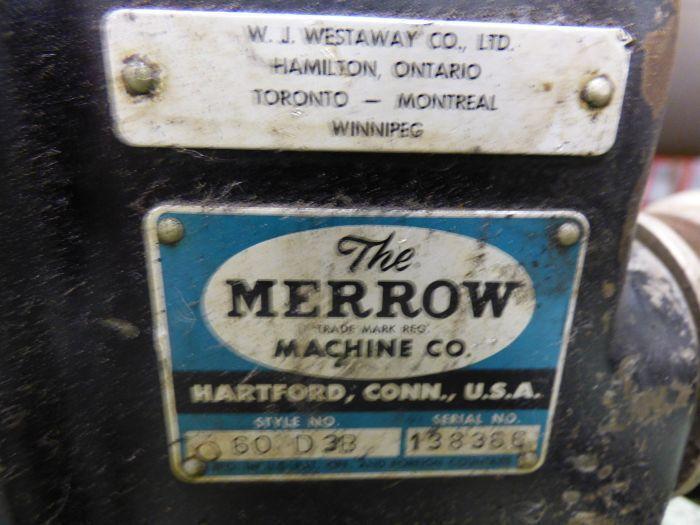 W. J. WESTAWAY CO., LTD.
HAMILTON, ONTARIO
TORONTO — MONTREAL
WINNIPEG
The
MERROW
TRADE MARK REG.
MACHINE CO.
HARTFORD, CONN., U.S.A.
STYLE NO. SERIAL NO.
60 D3B 138366